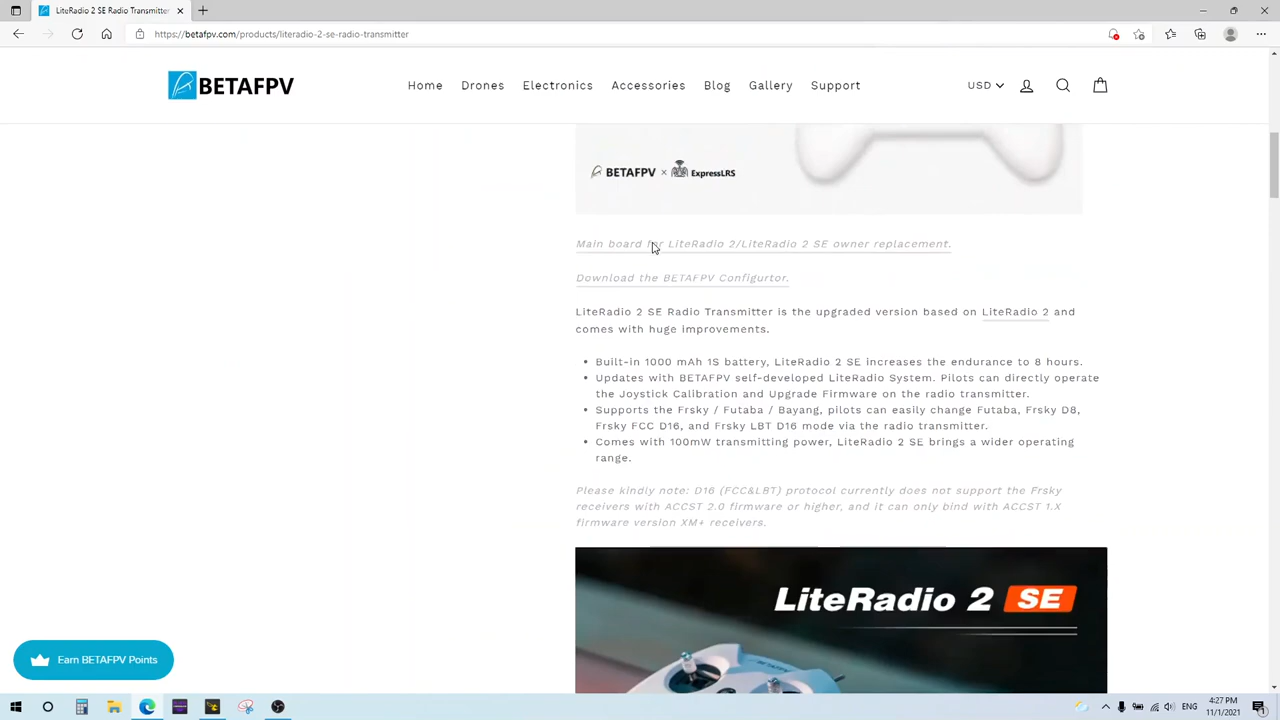 LiteRadio 2 SE Radio Transmitter
https://betafpv.com/products/literadio-2-se-radio-transmitter
BETAFPV
Home Drones Electronics Accessories Blog Gallery Support
USD
BETAFPV × ExpressLRS
Main board for LiteRadio 2/LiteRadio 2 SE owner replacement.
Download the BETAFPV Configurtor.
LiteRadio 2 SE Radio Transmitter is the upgraded version based on LiteRadio 2 and
comes with huge improvements.
Built-in 1000 mAh 1S battery, LiteRadio 2 SE increases the endurance to 8 hours.
Updates with BETAFPV self-developed LiteRadio System. Pilots can directly operate
the Joystick Calibration and Upgrade Firmware on the radio transmitter.
Supports the Frsky / Futaba / Bayang, pilots can easily change Futaba, Frsky D8,
Frsky FCC D16, and Frsky LBT D16 mode via the radio transmitter.
Comes with 100mW transmitting power, LiteRadio 2 SE brings a wider operating
range.
Please kindly note: D16 (FCC&LBT) protocol currently does not support the Frsky
receivers with ACCST 2.0 firmware or higher, and it can only bind with ACCST 1.X
firmware version XM+ receivers.
LiteRadio 2 SE
BETAFPV
Earn BETAFPV Points
ENG
4:27 PM
11/1/2021